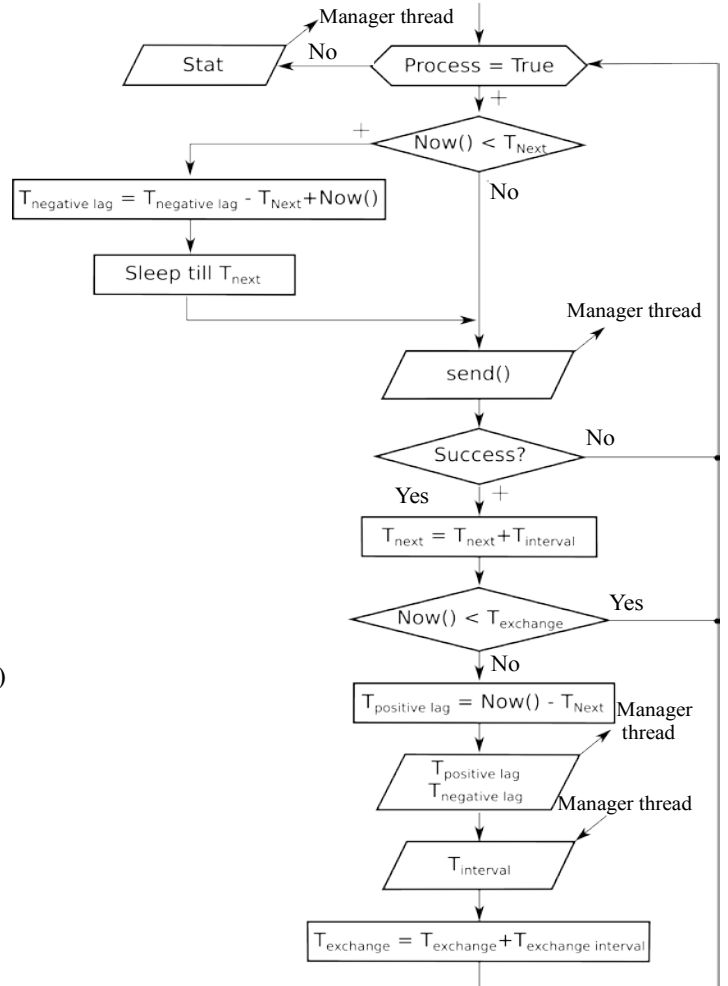 Manager thread
No
Stat
Process = True
+
+
Now() < T_Next
No
T_negative lag = T_negative lag - T_Next+Now()
Sleep till T_next
Manager thread
send()
Success?
No
Yes
+
T_next = T_next+T_interval
Now() < T_exchange
Yes
No
)
T_positive lag = Now() - T_Next
Manager
thread
T_positive lag
T_negative lag
Manager thread
T_interval
T_exchange = T_exchange+T_exchange interval